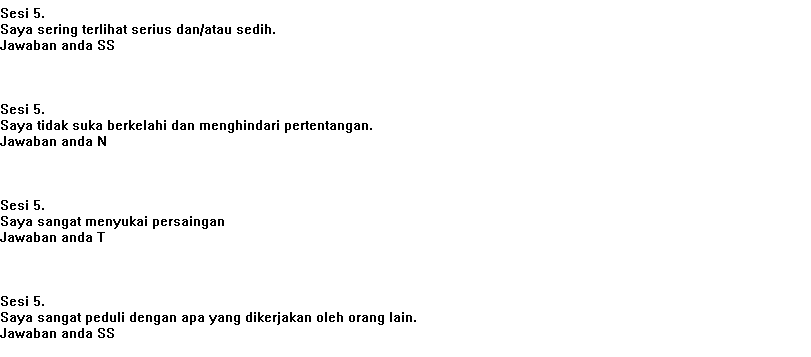 Sesi 5.
Saya sering terlihat serius dan/atau sedih.
Jawaban anda SS
Sesi 5.
Saya tidak suka berkelahi dan menghindari pertentangan.
Jawaban anda N
Sesi 5.
Saya sangat menyukai persaingan
Jawaban anda T
Sesi 5.
Saya sangat peduli dengan apa yang dikerjakan oleh orang lain.
Jawaban anda SS